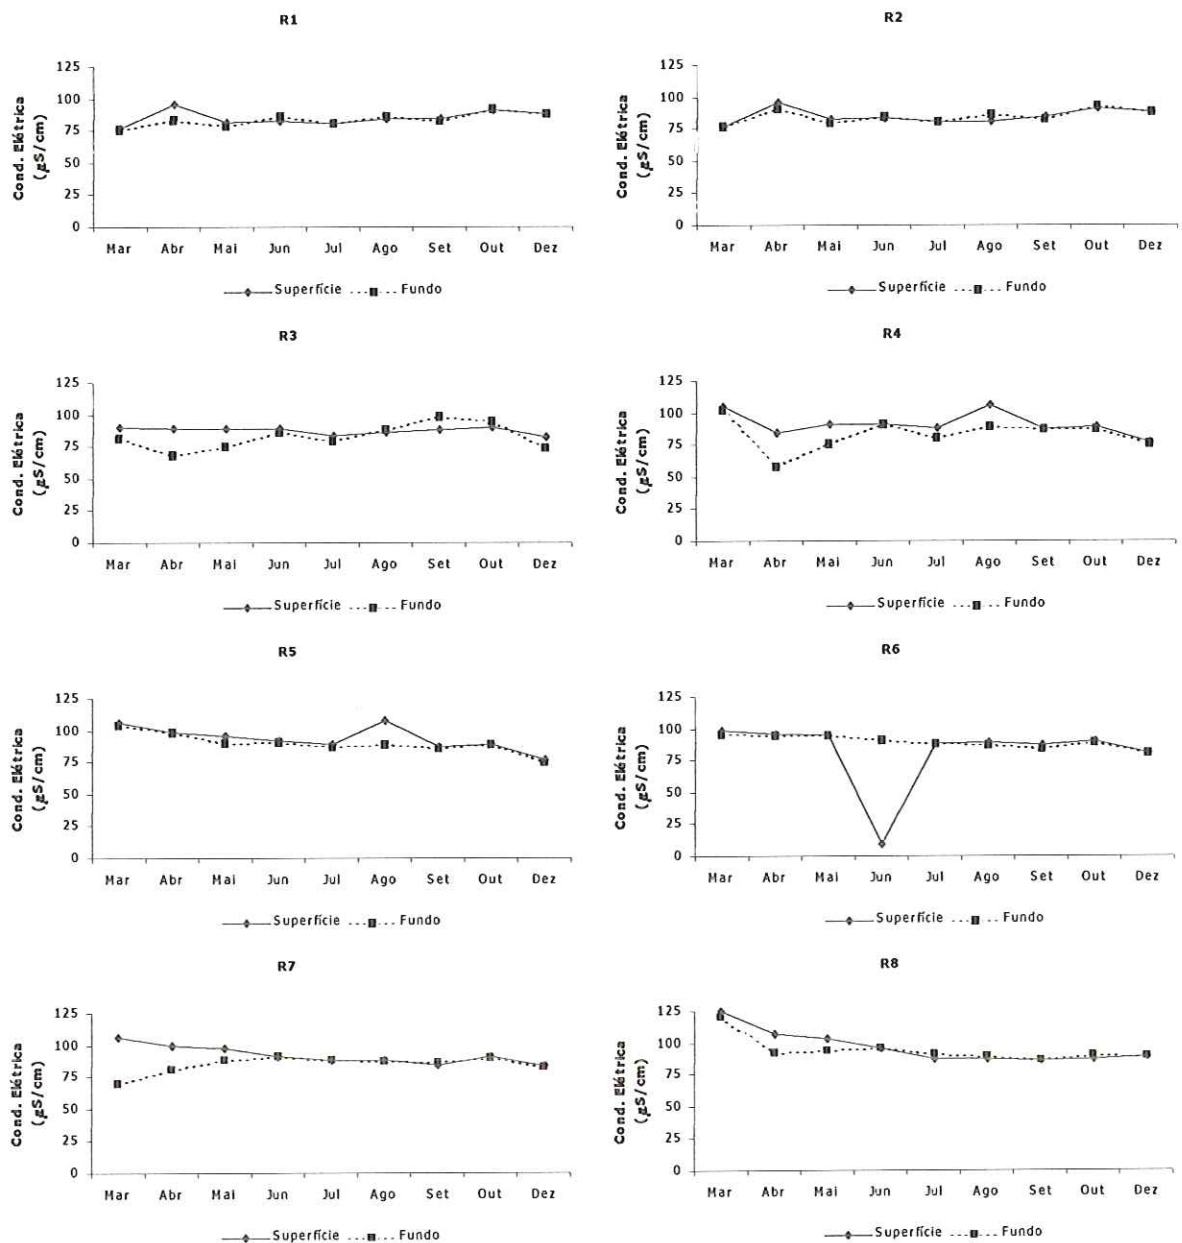 R1
Cond. Elétrica
(µS/cm)
125
100
75
50
25
0
Mar Abr Mai Jun Jul Ago Set Out Dez
Superfície Fundo
R2
Cond. Elétrica
(µS/cm)
125
100
75
50
25
0
Mar Abr Mai Jun Jul Ago Set Out Dez
Superfície Fundo
R3
Cond. Elétrica
(µS/cm)
125
100
75
50
25
0
Mar Abr Mai Jun Jul Ago Set Out Dez
Superfície Fundo
R4
Cond. Elétrica
(µS/cm)
125
100
75
50
25
0
Mar Abr Mai Jun Jul Ago Set Out Dez
Superfície Fundo
R5
Cond. Elétrica
(µS/cm)
125
100
75
50
25
0
Mar Abr Mai Jun Jul Ago Set Out Dez
Superfície Fundo
R6
Cond. Elétrica
(µS/cm)
125
100
75
50
25
0
Mar Abr Mai Jun Jul Ago Set Out Dez
Superfície Fundo
R7
Cond. Elétrica
(µS/cm)
125
100
75
50
25
0
Mar Abr Mai Jun Jul Ago Set Out Dez
Superfície Fundo
R8
Cond. Elétrica
(µS/cm)
125
100
75
50
25
0
Mar Abr Mai Jun Jul Ago Set Out Dez
Superfície Fundo